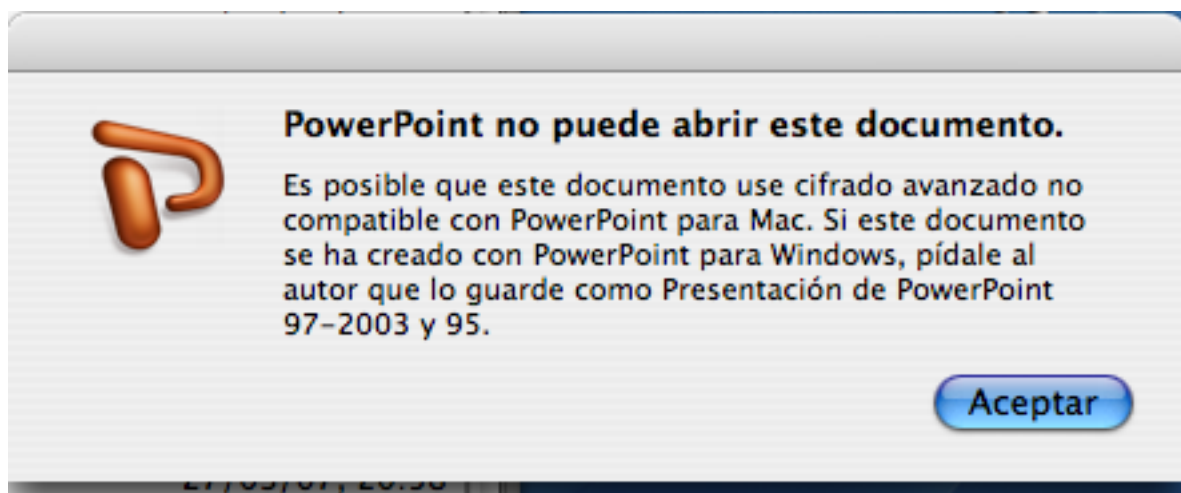 PowerPoint no puede abrir este documento.
Es posible que este documento use cifrado avanzado no
compatible con PowerPoint para Mac. Si este documento
se ha creado con PowerPoint para Windows, pídale al
autor que lo guarde como Presentación de PowerPoint
97-2003 y 95.
Aceptar